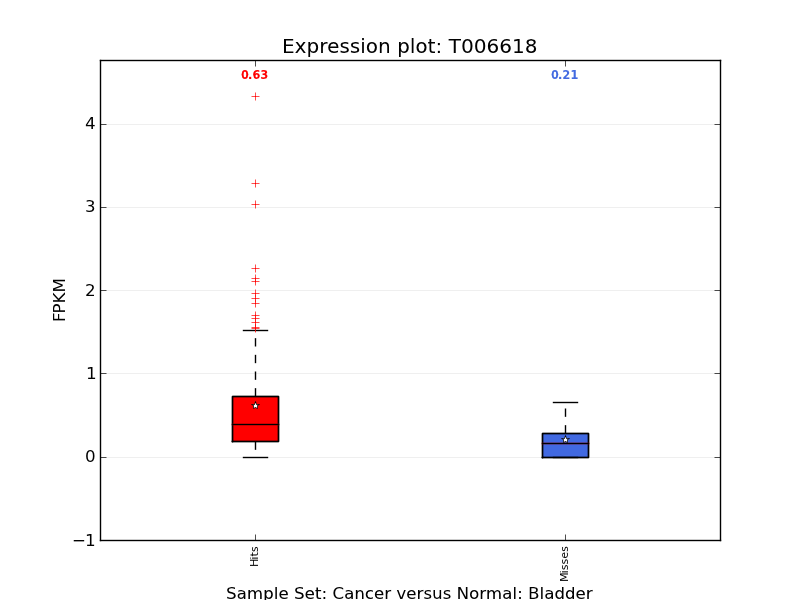 Expression plot: T006618
0.63
0.21
4
3
2
1
0
−1
FPKM
Hits
Misses
Sample Set: Cancer versus Normal: Bladder